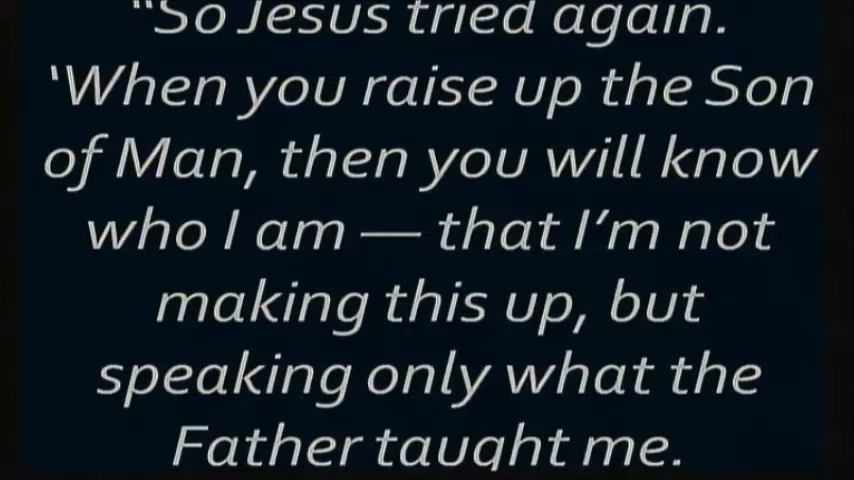 "So Jesus tried again.
'When you raise up the Son
of Man, then you will know
who I am — that I’m not
making this up, but
speaking only what the
Father taught me.